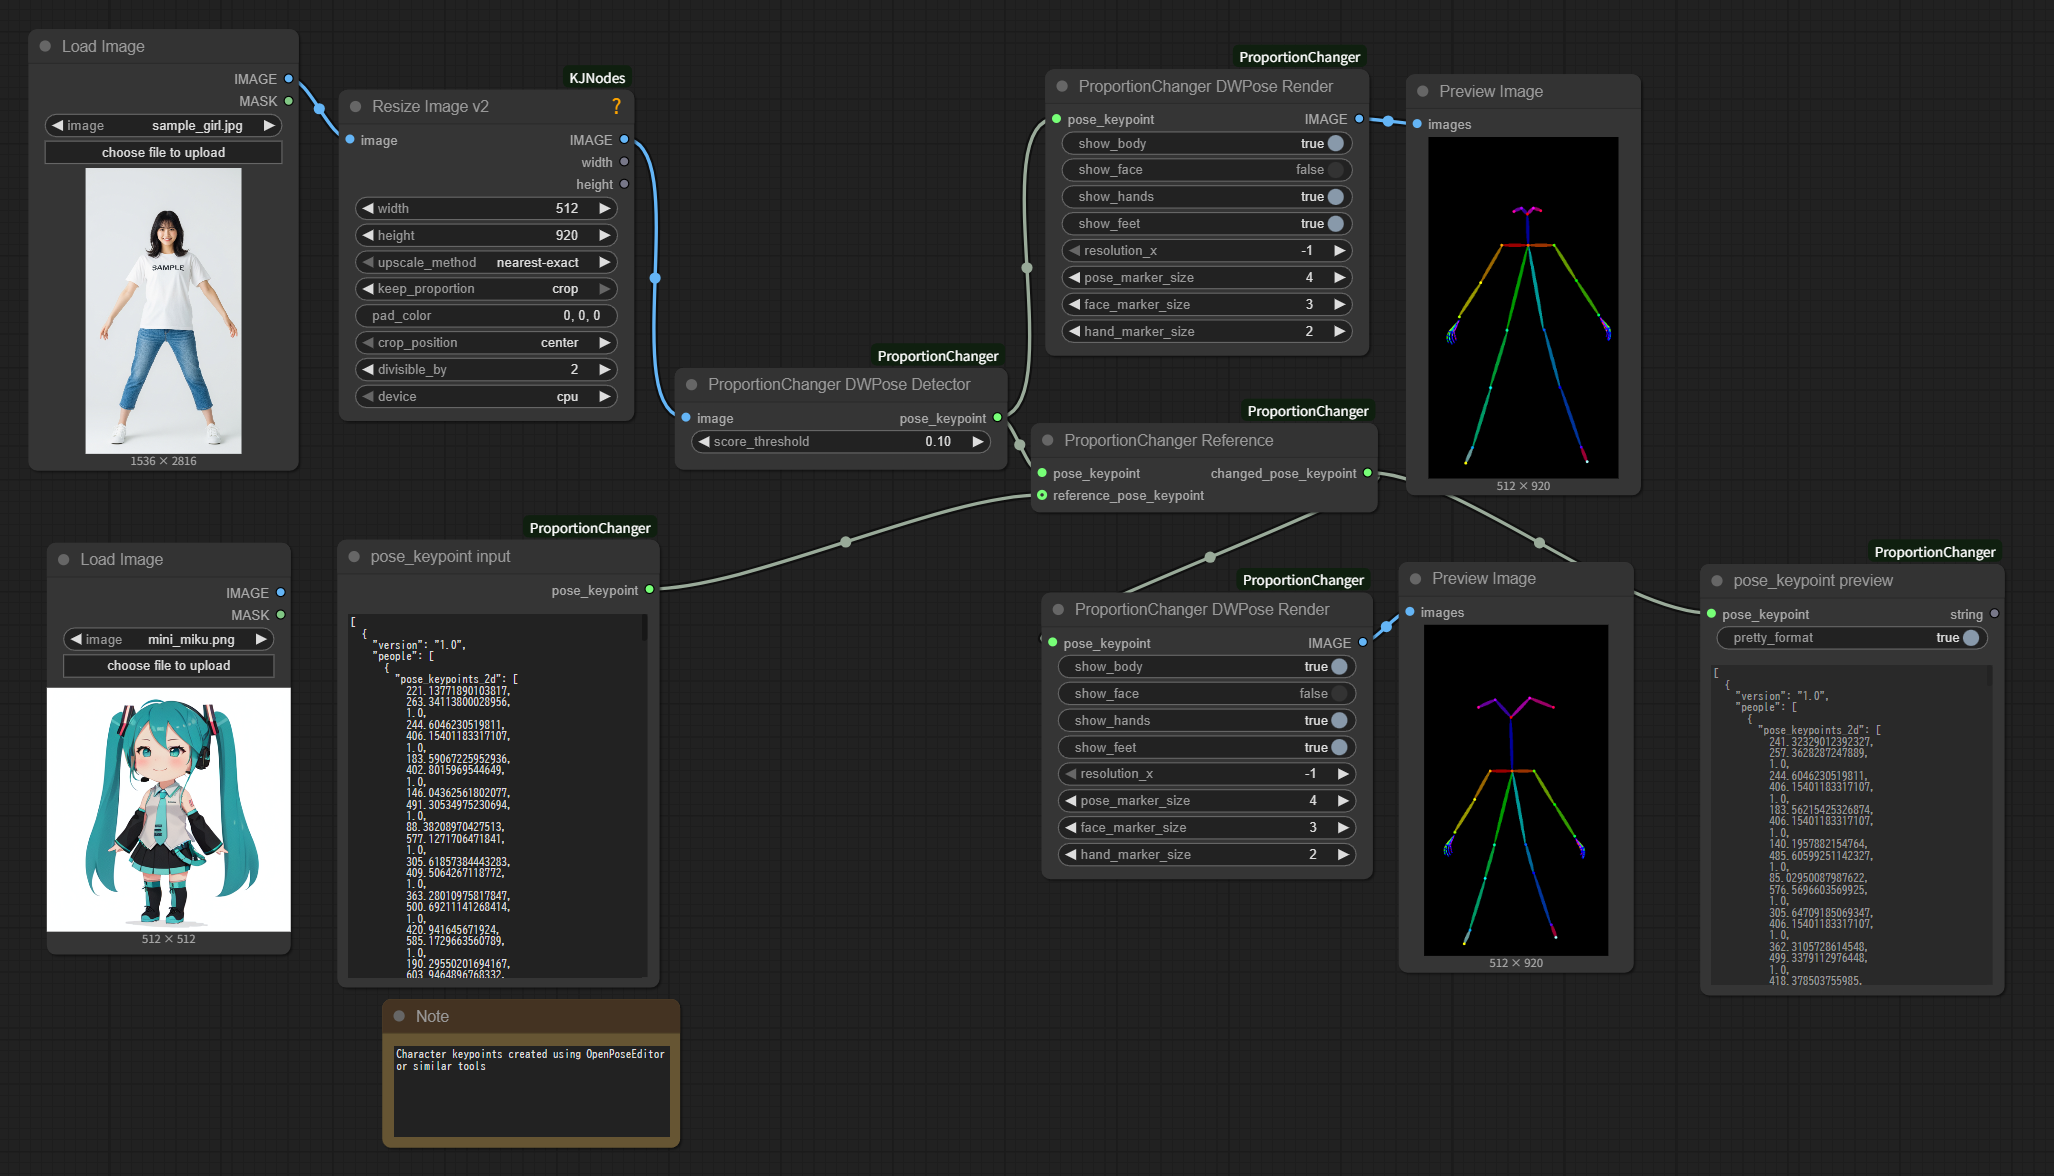 Load Image
IMAGE
MASK
image sample_girl.jpg
choose file to upload
SAMPLE
1536 × 2816
KJNodes
Resize Image v2 ?
image IMAGE
width
height
width 512
height 920
upscale_method nearest-exact
keep_proportion crop
pad_color 0, 0, 0
crop_position center
divisible_by 2
device cpu
ProportionChanger
ProportionChanger DWPose Detector
image pose_keypoint
score_threshold 0.10
ProportionChanger
ProportionChanger DWPose Render
pose_keypoint IMAGE
show_body true
show_face false
show_hands true
show_feet true
resolution_x -1
pose_marker_size 4
face_marker_size 3
hand_marker_size 2
Preview Image
images
512 × 920
ProportionChanger
ProportionChanger Reference
pose_keypoint changed_pose_keypoint
reference_pose_keypoint
Load Image
IMAGE
MASK
image mini_miku.png
choose file to upload
512 × 512
ProportionChanger
pose_keypoint input
pose_keypoint
[
{
"version": "1.0",
"people": [
{
"pose_keypoints_2d": [
221.13771890103817,
263.34113800028956,
1.0,
244.6046230519811,
406.15401183317107,
1.0,
183.59067225952936,
402.8015969544649,
1.0,
146.04362561802077,
491.30534975230694,
1.0,
88.38208970427513,
577.1271706471841,
1.0,
305.61857384443283,
409.5064267118772,
1.0,
363.28010975817847,
500.69211141268414,
1.0,
420.941645671924,
585.1729663560789,
1.0,
190.29550201694167,
603.9464896768332,
Note
Character keypoints created using OpenPoseEditor
or similar tools
ProportionChanger
ProportionChanger DWPose Render
pose_keypoint IMAGE
show_body true
show_face false
show_hands true
show_feet true
resolution_x -1
pose_marker_size 4
face_marker_size 3
hand_marker_size 2
Preview Image
images
512 × 920
ProportionChanger
pose_keypoint preview
pose_keypoint string
pretty_format true
[
{
"version": "1.0",
"people": [
{
"pose_keypoints_2d": [
241.32329012392327,
257.3628287247889,
1.0,
244.6046230519811,
406.15401183317107,
1.0,
183.56215425326874,
406.15401183317107,
1.0,
140.1957882154764,
485.60599251142327,
1.0,
85.02950087987622,
576.5696603569925,
1.0,
305.64709185069347,
406.15401183317107,
1.0,
362.3105728614548,
499.3379112976448,
1.0,
418.378503755985,